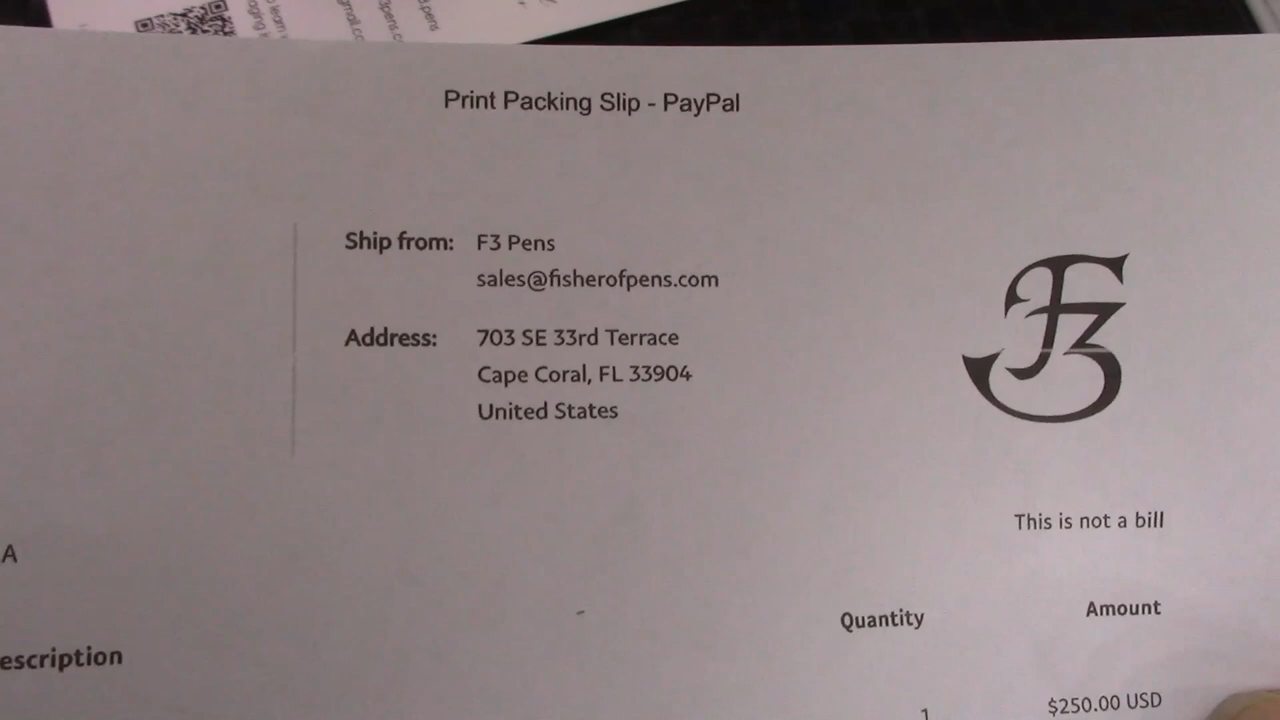 Print Packing Slip - PayPal
Ship from: F3 Pens
sales@fisherofpens.com
Address: 703 SE 33rd Terrace
Cape Coral, FL 33904
United States
F3
This is not a bill
A
escription Quantity Amount
1 $250.00 USD